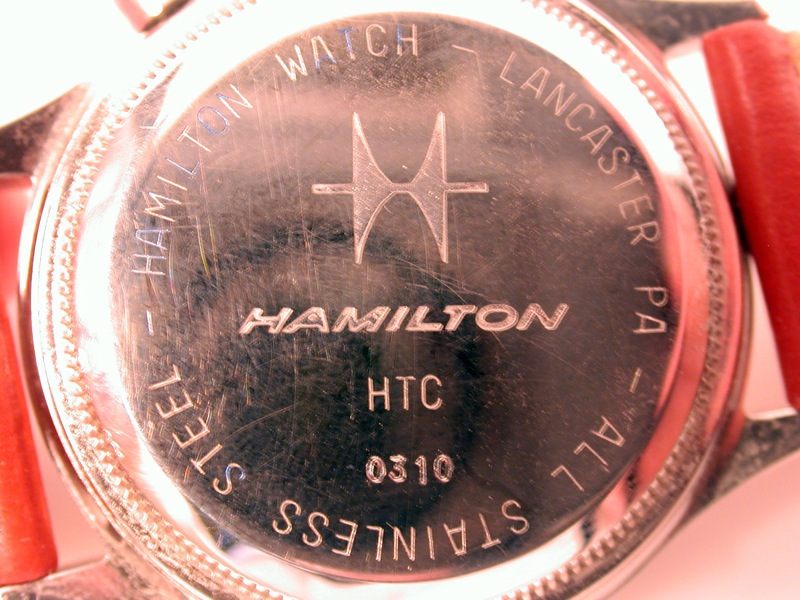 HAMILTON WATCH - LANCASTER PA - ALL STAINLESS STEEL -
HAMILTON
HTC
0310